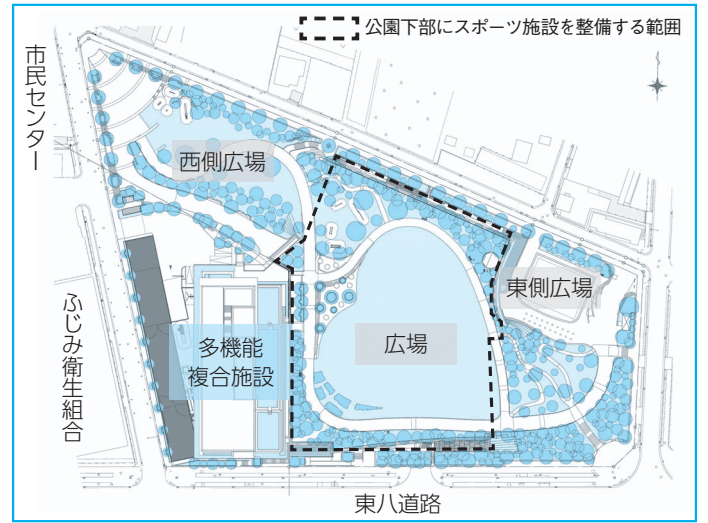 公園下部にスポーツ施設を整備する範囲
市民センター
西側広場
東側広場
広場
多機能
複合施設
ふじみ衛生組合
東八道路